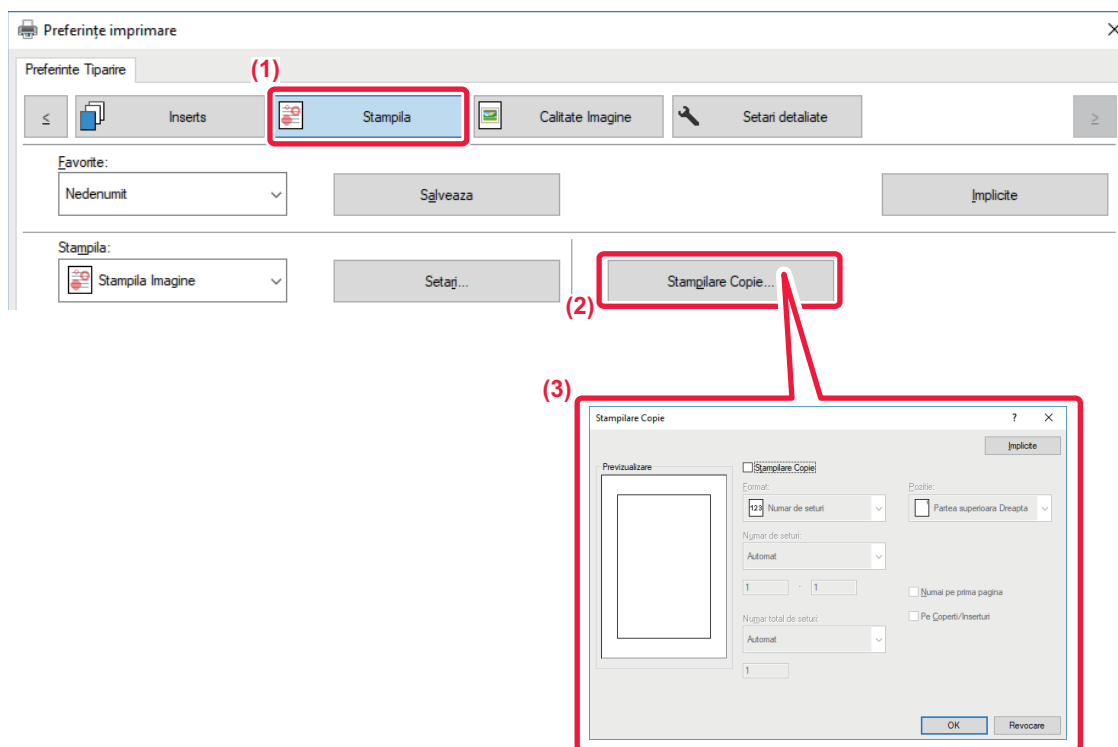 Preferințe imprimare
Preferinte Tiparire
(1)
< Inserts Stampila Calitate Imagine Setari detaliate >
Favorite:
Nedenumit Salveaza Implicite
Stampila:
Stampila Imagine Setari... Stampilare Copie...
(2)
(3)
Stampilare Copie ?
Implicite
Previzualizare Stampilare Copie
Format: Pozitie:
123 Numar de seturi Partea superioara Dreapta
Numar de seturi:
Automat
1 - 1 Numai pe prima pagina
Numar total de seturi: Pe Coperti/Inserturi
Automat
1
OK Revocare